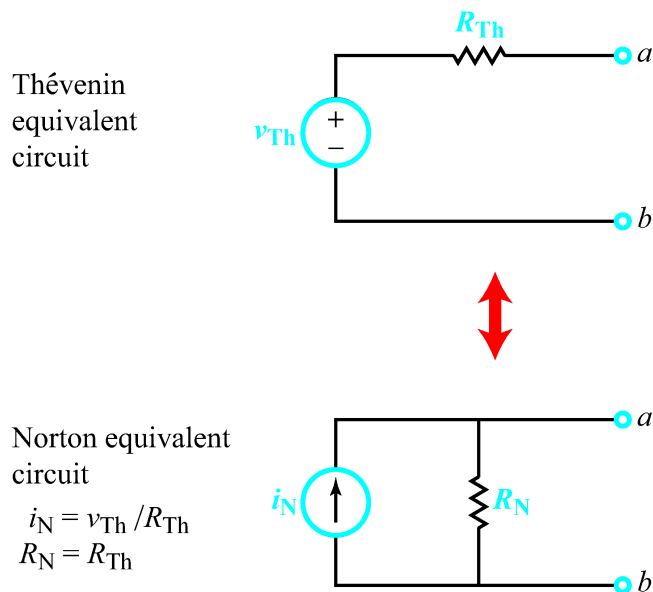 R_Th
a
Thévenin
equivalent
circuit
+
v_Th
−
b
a
Norton equivalent
circuit
i_N
R_N
i_N = v_Th /R_Th
R_N = R_Th
b